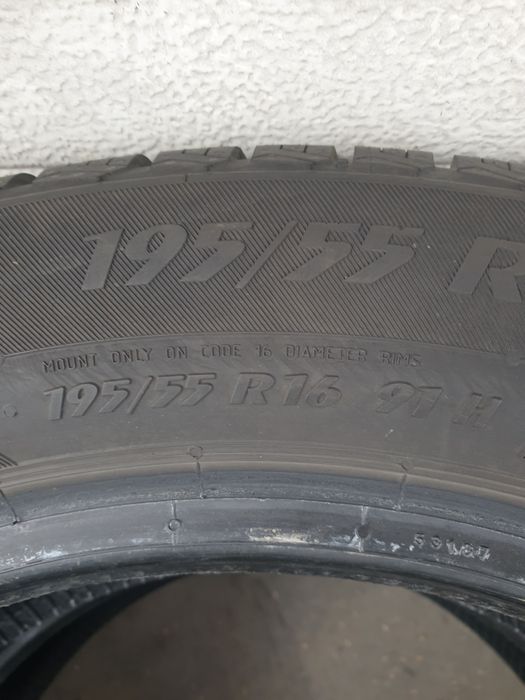 195/55 R
MOUNT ONLY ON CODE 16 DIAMETER RIMS
195/55 R16 91 H